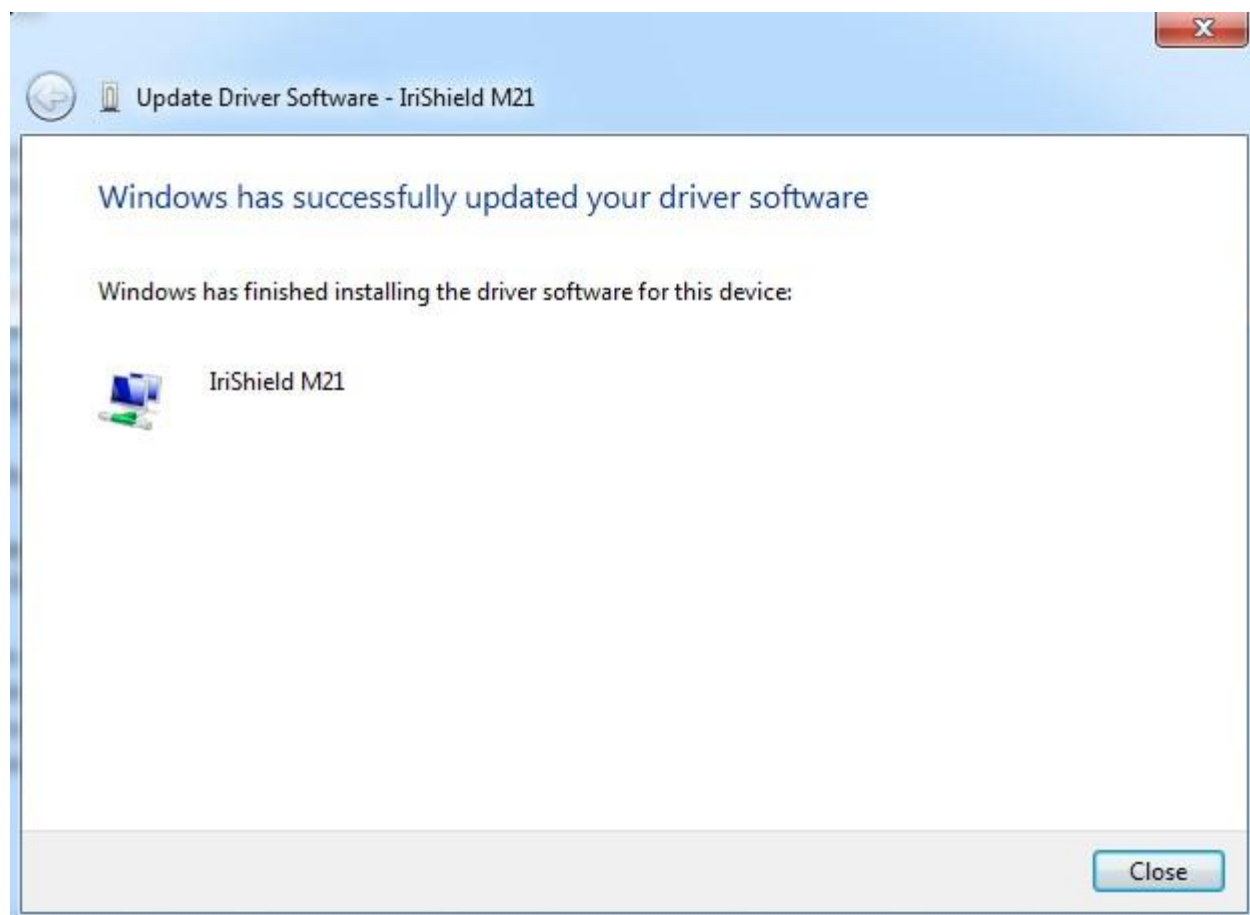 Update Driver Software - IriShield M21
Windows has successfully updated your driver software
Windows has finished installing the driver software for this device:
IriShield M21
Close